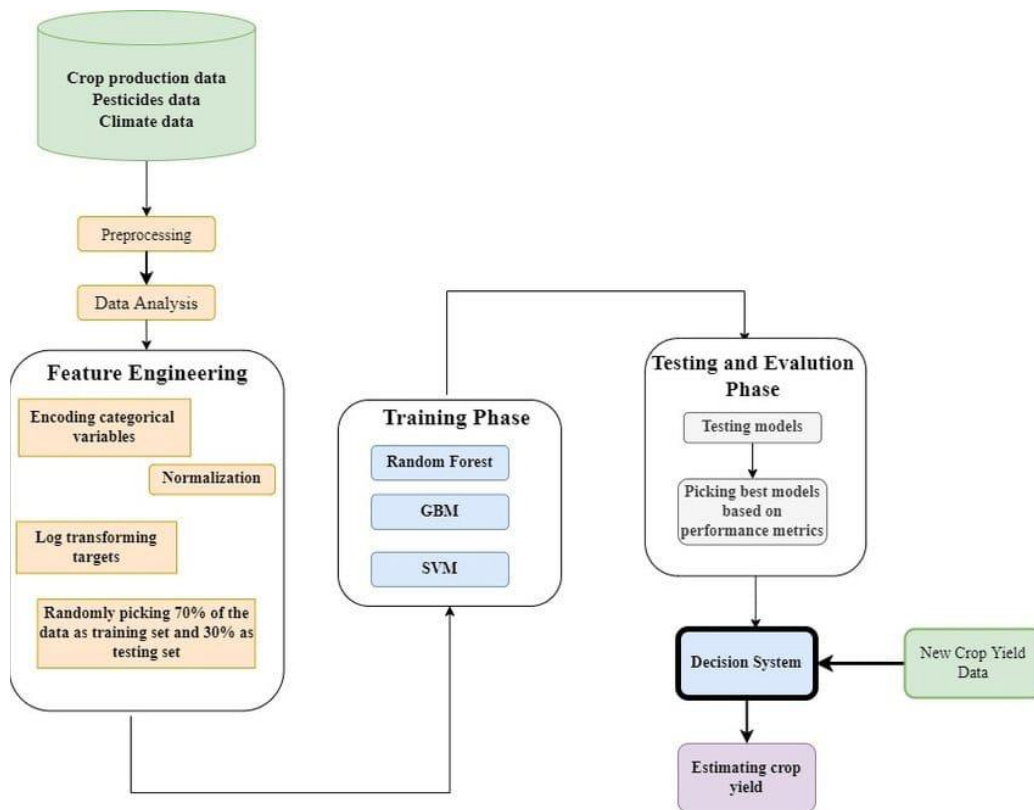 Crop production data
Pesticides data
Climate data
Preprocessing
Data Analysis
Feature Engineering
Encoding categorical
variables
Normalization
Log transforming
targets
Randomly picking 70% of the
data as training set and 30% as
testing set
Training Phase
Random Forest
GBM
SVM
Testing and Evalution
Phase
Testing models
Picking best models
based on
performance metrics
Decision System
New Crop Yield
Data
Estimating crop
yield